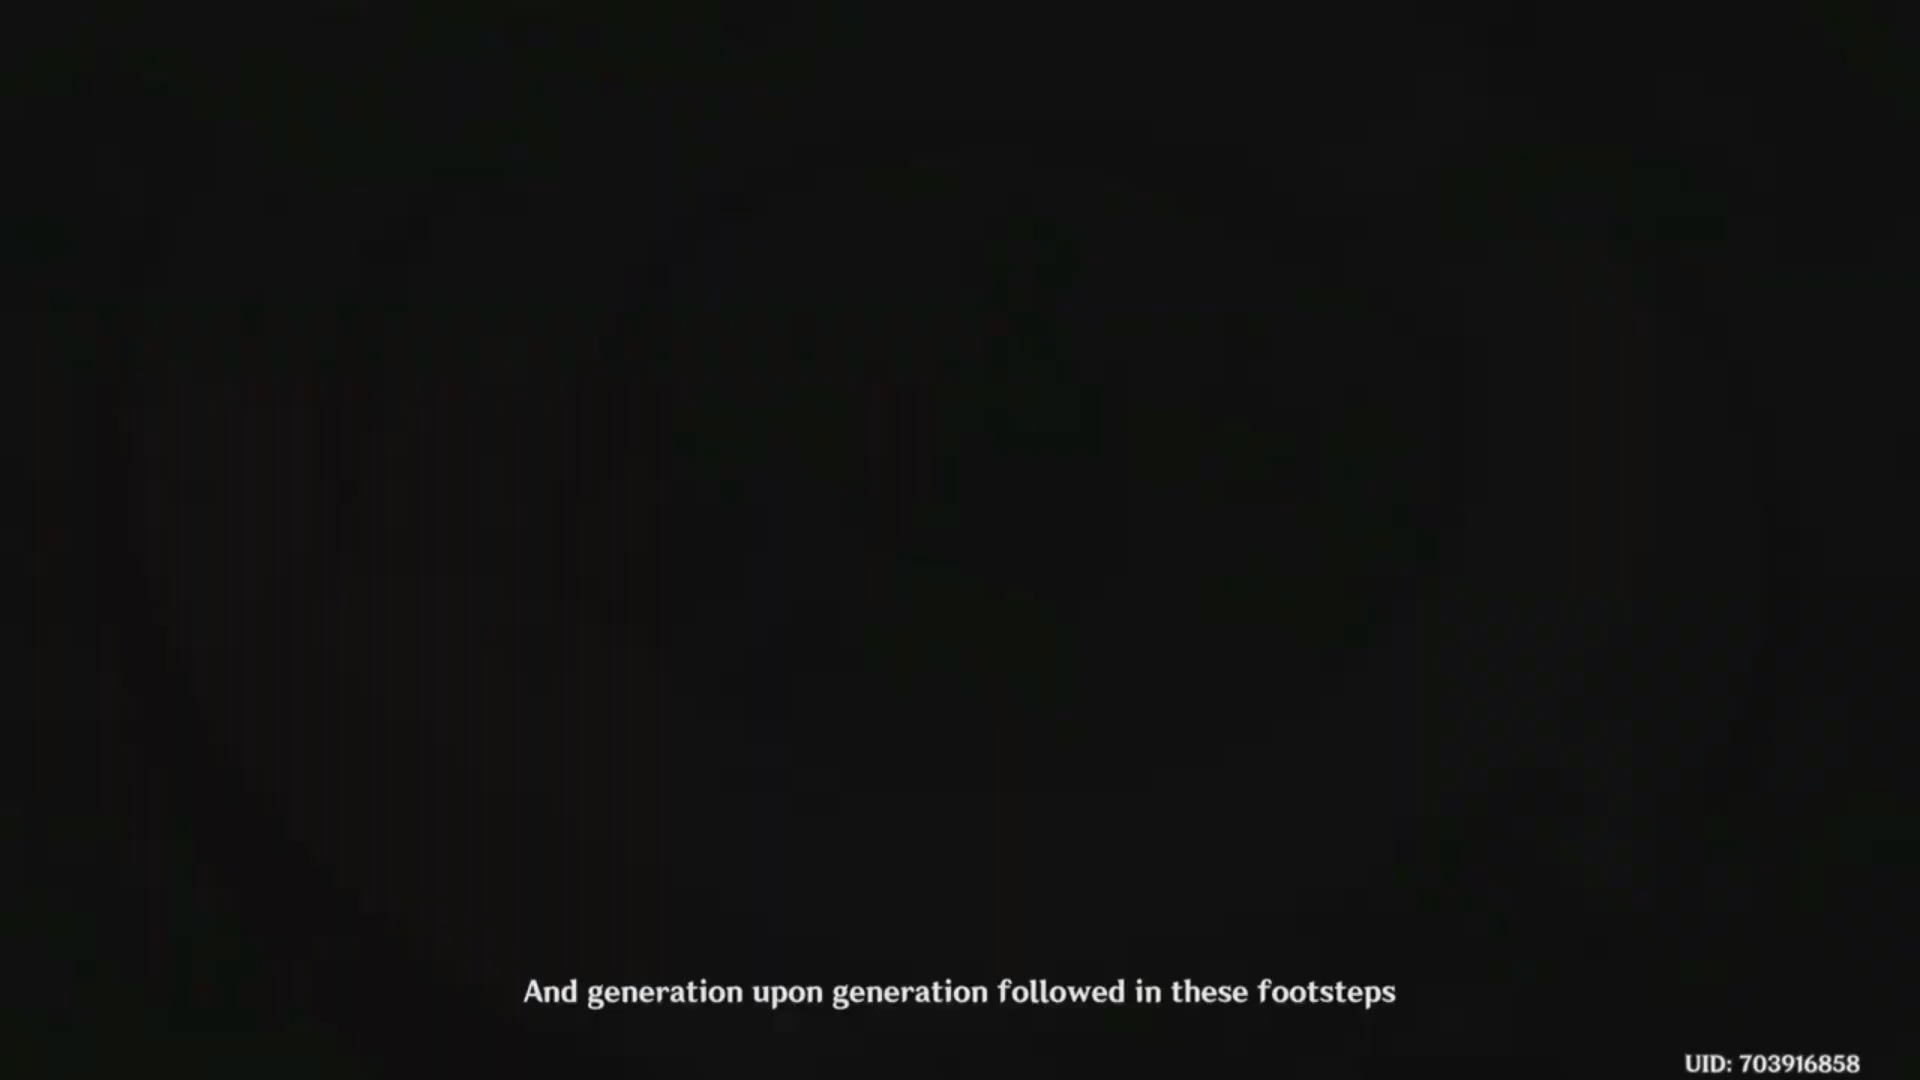 And generation upon generation followed in these footsteps
UID: 703916858